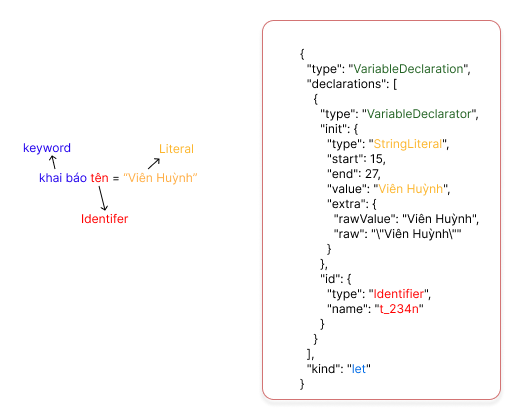 keyword
Literal
khai báo tên = "Viên Huỳnh"
Identifer
{
"type": "VariableDeclaration",
"declarations": [
{
"type": "VariableDeclarator",
"init": {
"type": "StringLiteral",
"start": 15,
"end": 27,
"value": "Viên Huỳnh",
"extra": {
"rawValue": "Viên Huỳnh",
"raw": "\"Viên Huỳnh\""
}
},
"id": {
"type": "Identifier",
"name": "t_234n"
}
}
],
"kind": "let"
}